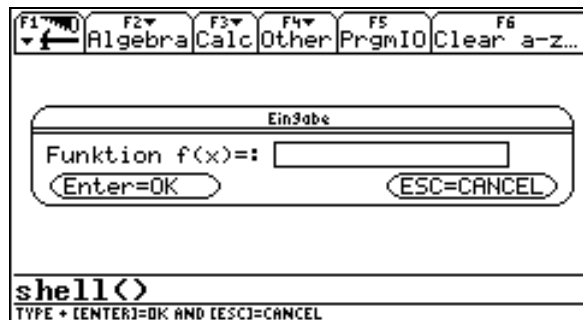 F1 F2 F3 F4 F5 F6
Algebra Calc Other PrgmIO Clear a-z…
Eingabe
Funktion f(x)=:
Enter=OK ESC=CANCEL
shell()
TYPE + [ENTER]=OK AND [ESC]=CANCEL